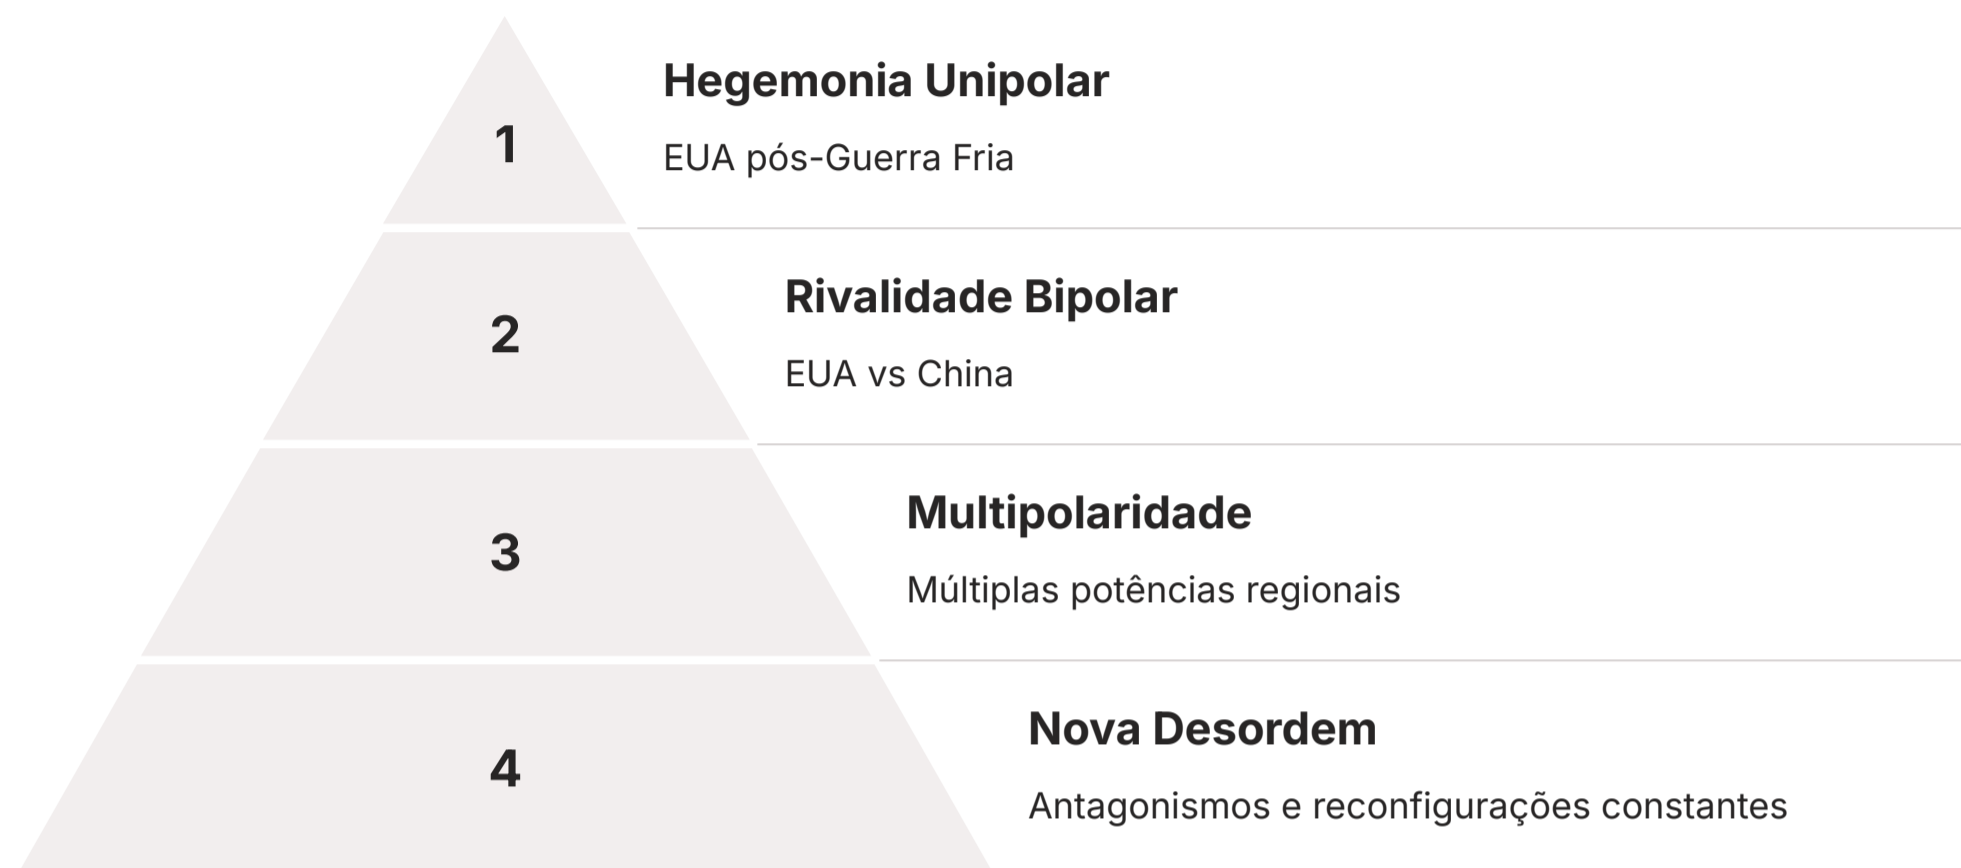 1
Hegemonia Unipolar
EUA pós-Guerra Fria
2
Rivalidade Bipolar
EUA vs China
3
Multipolaridade
Múltiplas potências regionais
4
Nova Desordem
Antagonismos e reconfigurações constantes